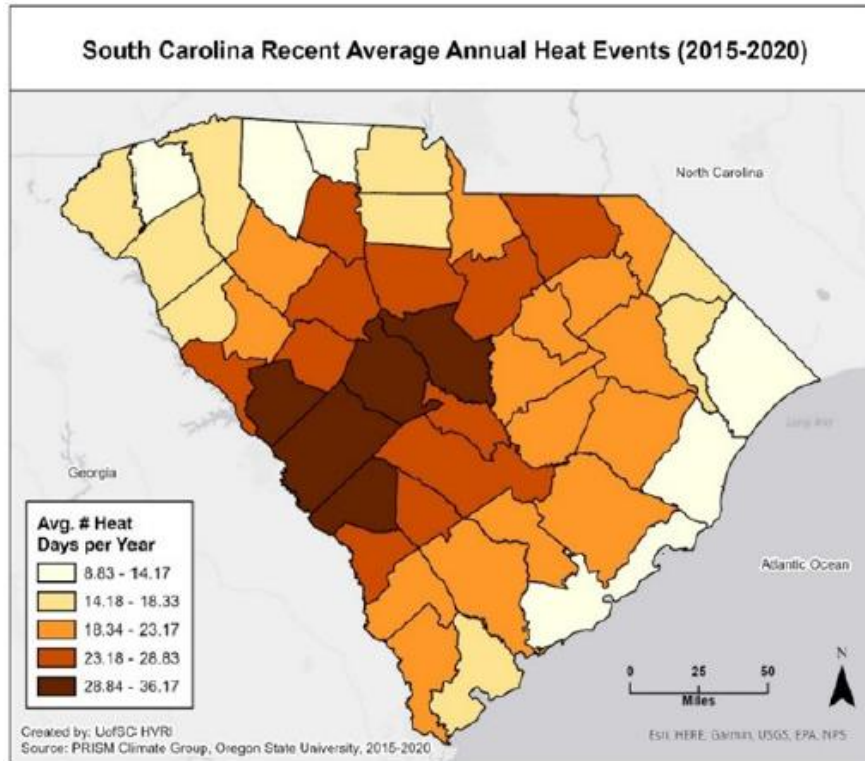 South Carolina Recent Average Annual Heat Events (2015-2020)
North Carolina
Long Bay
Georgia
Avg. # Heat
Days per Year
8.83 - 14.17
14.18 - 18.33
18.34 - 23.17
23.18 - 28.83
28.84 - 36.17
Atlantic Ocean
N
0 25 50
Miles
Created by: UofSC HVRI
Source: PRISM Climate Group, Oregon State University, 2015-2020
Esri, HERE, Garmin, USGS, EPA, NPS